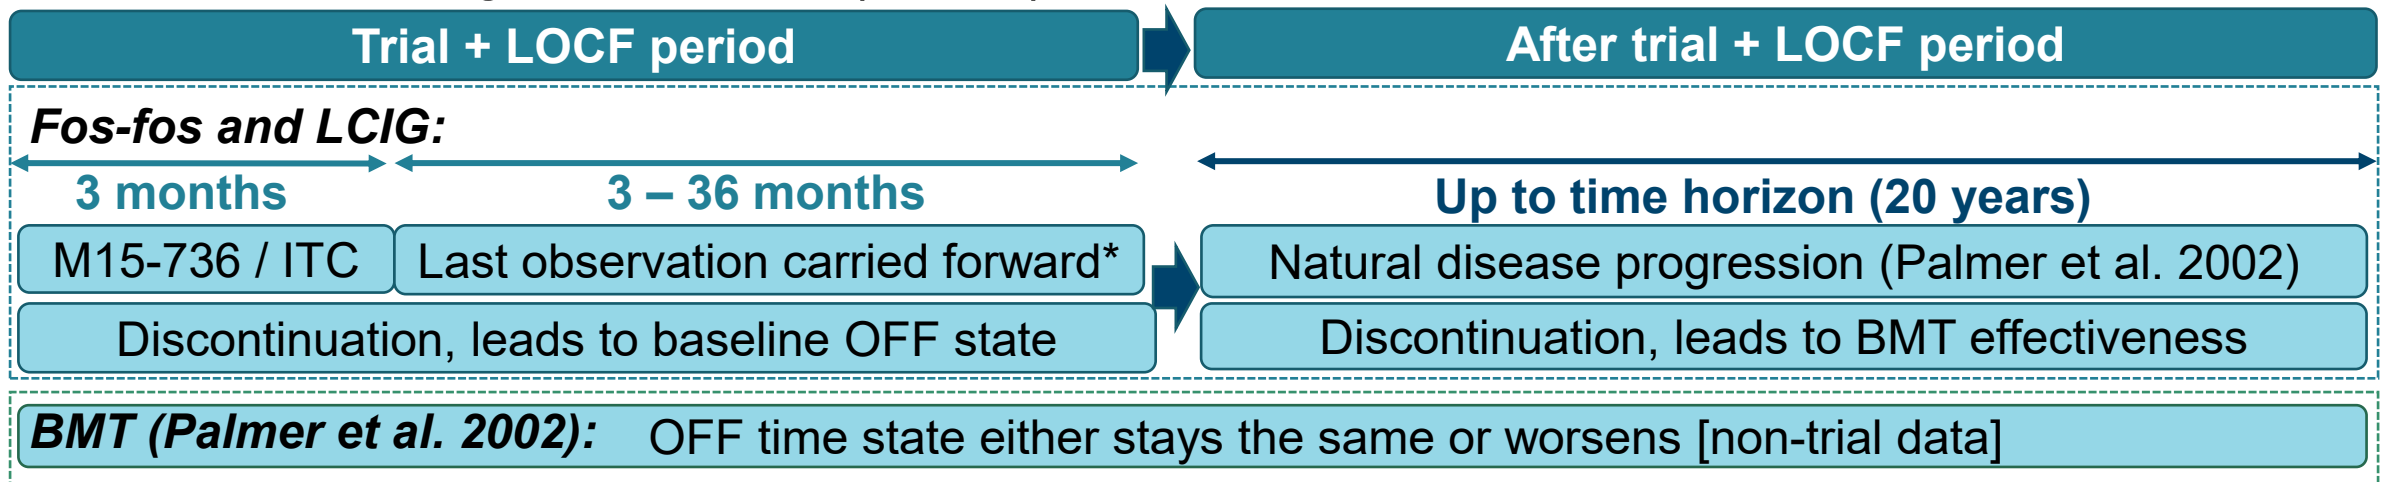 Trial + LOCF period
After trial + LOCF period
Fos-fos and LCIG:
3 months
3 – 36 months
Up to time horizon (20 years)
M15-736 / ITC
Last observation carried forward*
Natural disease progression (Palmer et al. 2002)
Discontinuation, leads to baseline OFF state
Discontinuation, leads to BMT effectiveness
BMT (Palmer et al. 2002): OFF time state either stays the same or worsens [non-trial data]